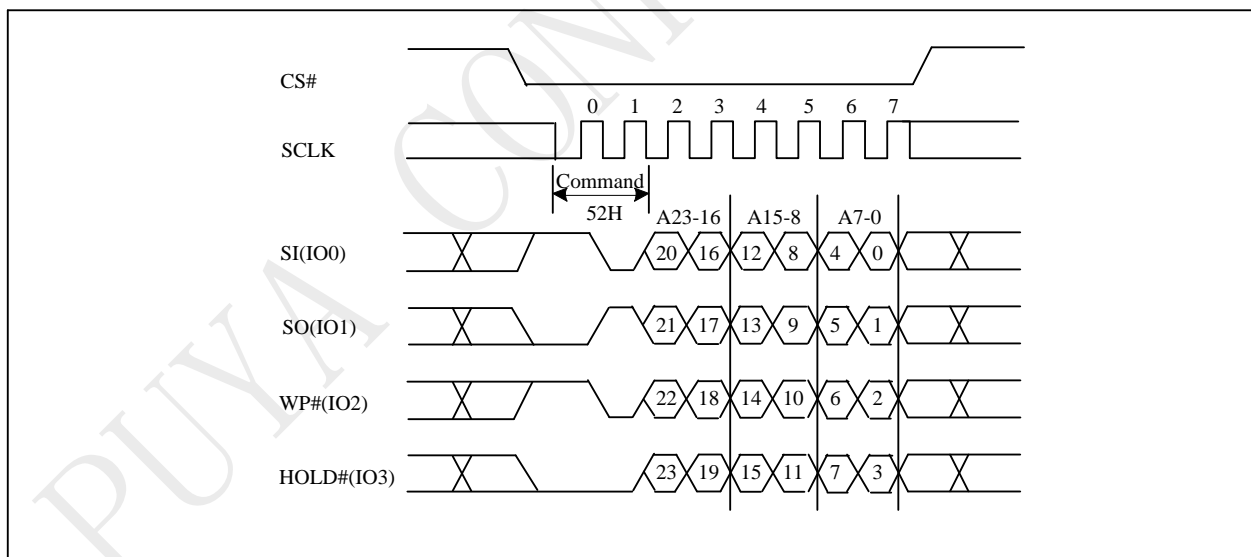 PUYA CONF
CS#
0 1 2 3 4 5 6 7
SCLK
Command
52H
A23-16 A15-8 A7-0
SI(IO0) 20 16 12 8 4 0
SO(IO1) 21 17 13 9 5 1
WP#(IO2) 22 18 14 10 6 2
HOLD#(IO3) 23 19 15 11 7 3